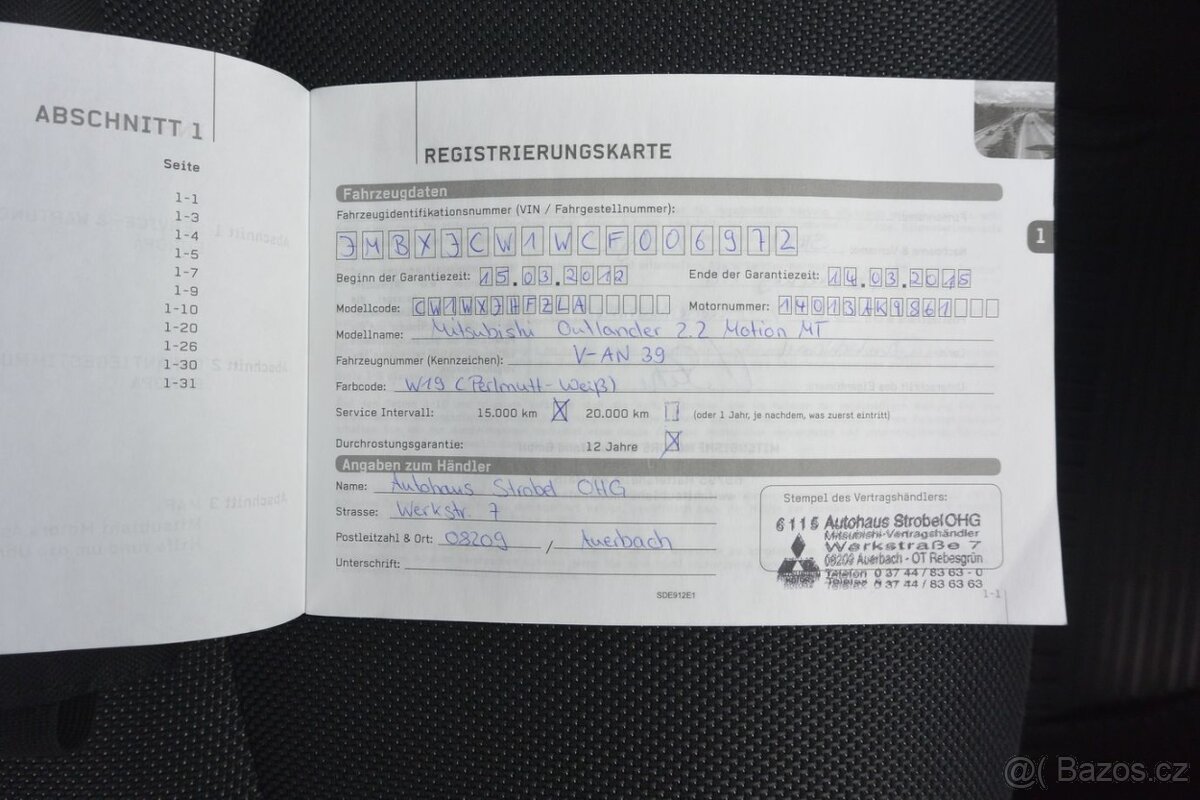 ABSCHNITT 1
Seite
1-1
1-3
1-4
1-5
1-7
1-9
1-10
1-20
1-26
1-30
1-31
REGISTRIERUNGSKARTE
Fahrzeugdaten
Fahrzeugidentifikationsnummer (VIN / Fahrgestellnummer):
JMBXJCW1WCF006972
Beginn der Garantiezeit: 15.03.2012 Ende der Garantiezeit: 14.03.2015
Modellcode: CW1WXJHFZLA Motornummer: 14013AK9861
Modellname: Mitsubishi Outlander 2.2 Motion MT
Fahrzeugnummer (Kennzeichen): V-AN 39
Farbcode: W19 (Perlmutt-Weiß)
Service Intervall: 15.000 km X 20.000 km (oder 1 Jahr, je nachdem, was zuerst eintritt)
Durchrostungsgarantie: 12 Jahre X
Angaben zum Händler
Name: Autohaus Strobel OHG
Strasse: Werkstr. 7
Postleitzahl & Ort: 08209 / Auerbach
Unterschrift:
Stempel des Vertragshändlers:
6115 Autohaus Strobel OHG
Mitsubishi-Vertragshändler
Werkstraße 7
08209 Auerbach - OT Rebesgrün
Telefon 0 37 44 / 83 63 - 0
Telefax 0 37 44 / 83 63 63
SDE912E1
1-1
1
@( Bazos.cz